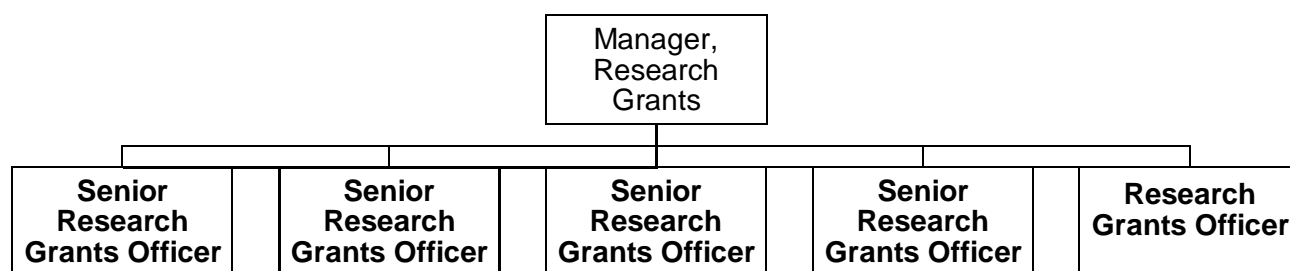 Manager,
Research
Grants
Senior
Research
Grants Officer
Senior
Research
Grants Officer
Senior
Research
Grants Officer
Senior
Research
Grants Officer
Research
Grants Officer